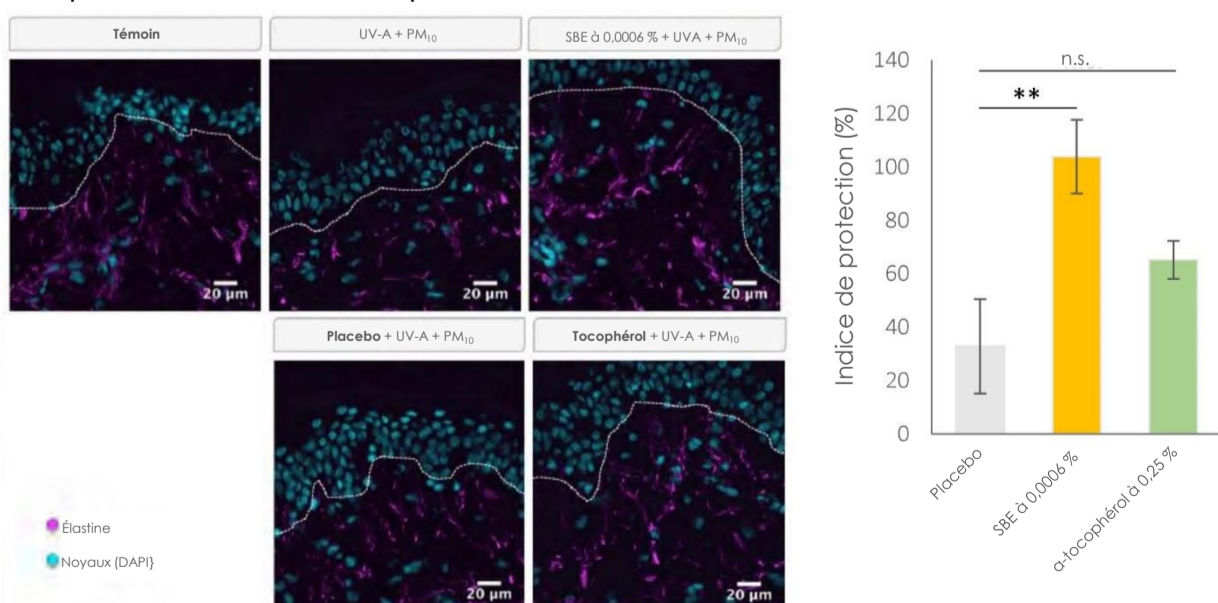 Témoin
UV-A + PM10
SBE à 0,0006 % + UVA + PM10
20 µm
20 µm
20 µm
Placebo + UV-A + PM10
Tocophérol + UV-A + PM10
20 µm
20 µm
Élastine
Noyaux (DAPI}
Indice de protection (%)
140
120
100
80
60
40
20
0
n.s.
**
Placebo
SBE à 0,0006 %
α-tocophérol à 0,25 %